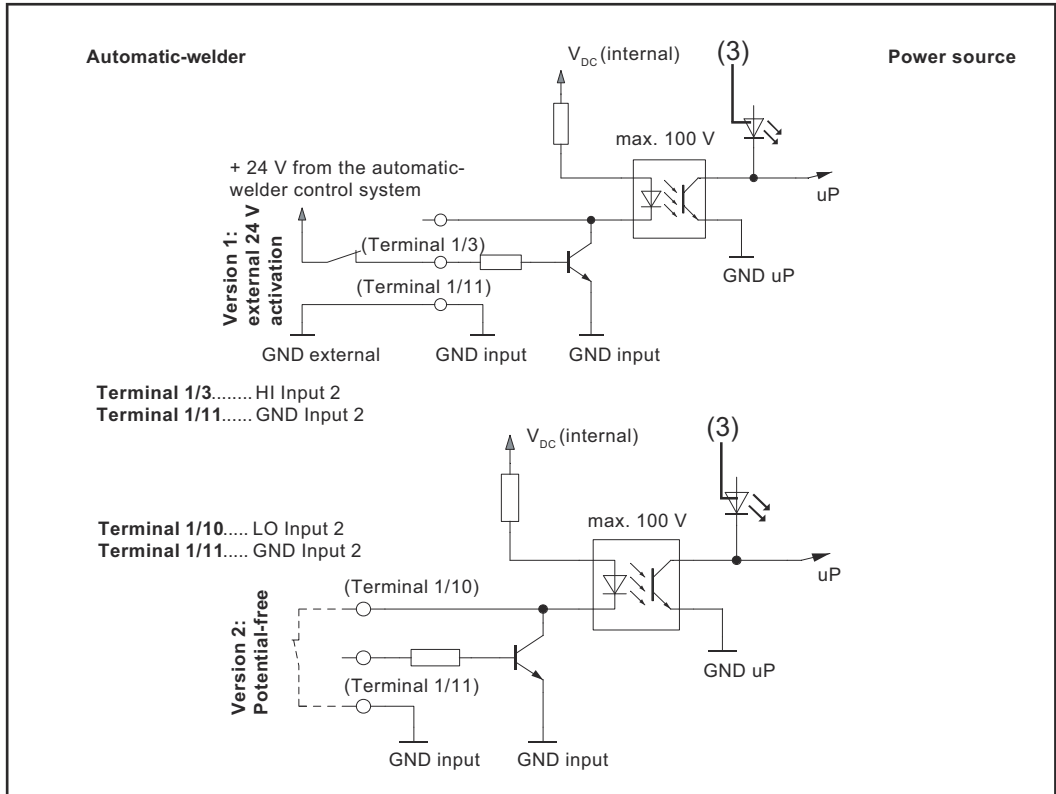 Automatic-welder
V DC (internal)
(3)
Power source
max. 100 V
+ 24 V from the automatic-
welder control system
uP
Version 1:
external 24 V
activation
(Terminal 1/3)
GND uP
(Terminal 1/11)
GND external
GND input
GND input
Terminal 1/3........ HI Input 2
Terminal 1/11...... GND Input 2
V DC (internal)
(3)
Terminal 1/10..... LO Input 2
Terminal 1/11..... GND Input 2
max. 100 V
uP
(Terminal 1/10)
Version 2:
Potential-free
GND uP
(Terminal 1/11)
GND input
GND input